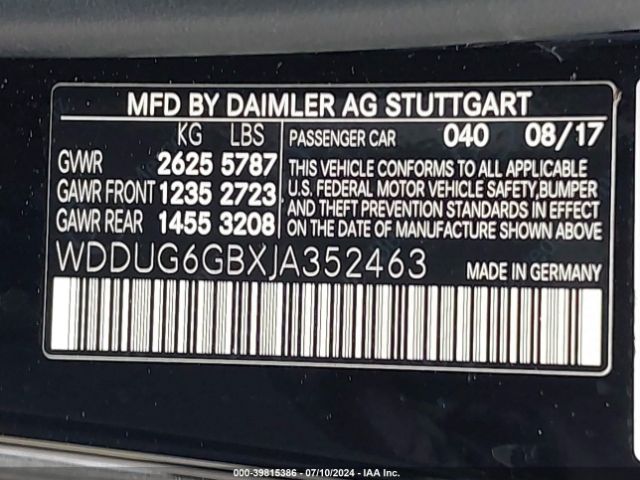 MFD BY DAIMLER AG STUTTGART
KG LBS
GVWR 2625 5787
GAWR FRONT 1235 2723
GAWR REAR 1455 3208
PASSENGER CAR 040 08/17
THIS VEHICLE CONFORMS TO ALL APPLICABLE
U.S. FEDERAL MOTOR VEHICLE SAFETY,BUMPER
AND THEFT PREVENTION STANDARDS IN EFFECT
ON THE DATE OF MANUFACTURE SHOWN ABOVE
WDDUG6GBXJA352463 MADE IN GERMANY
000-39815386 - 07/10/2024 - IAA Inc.